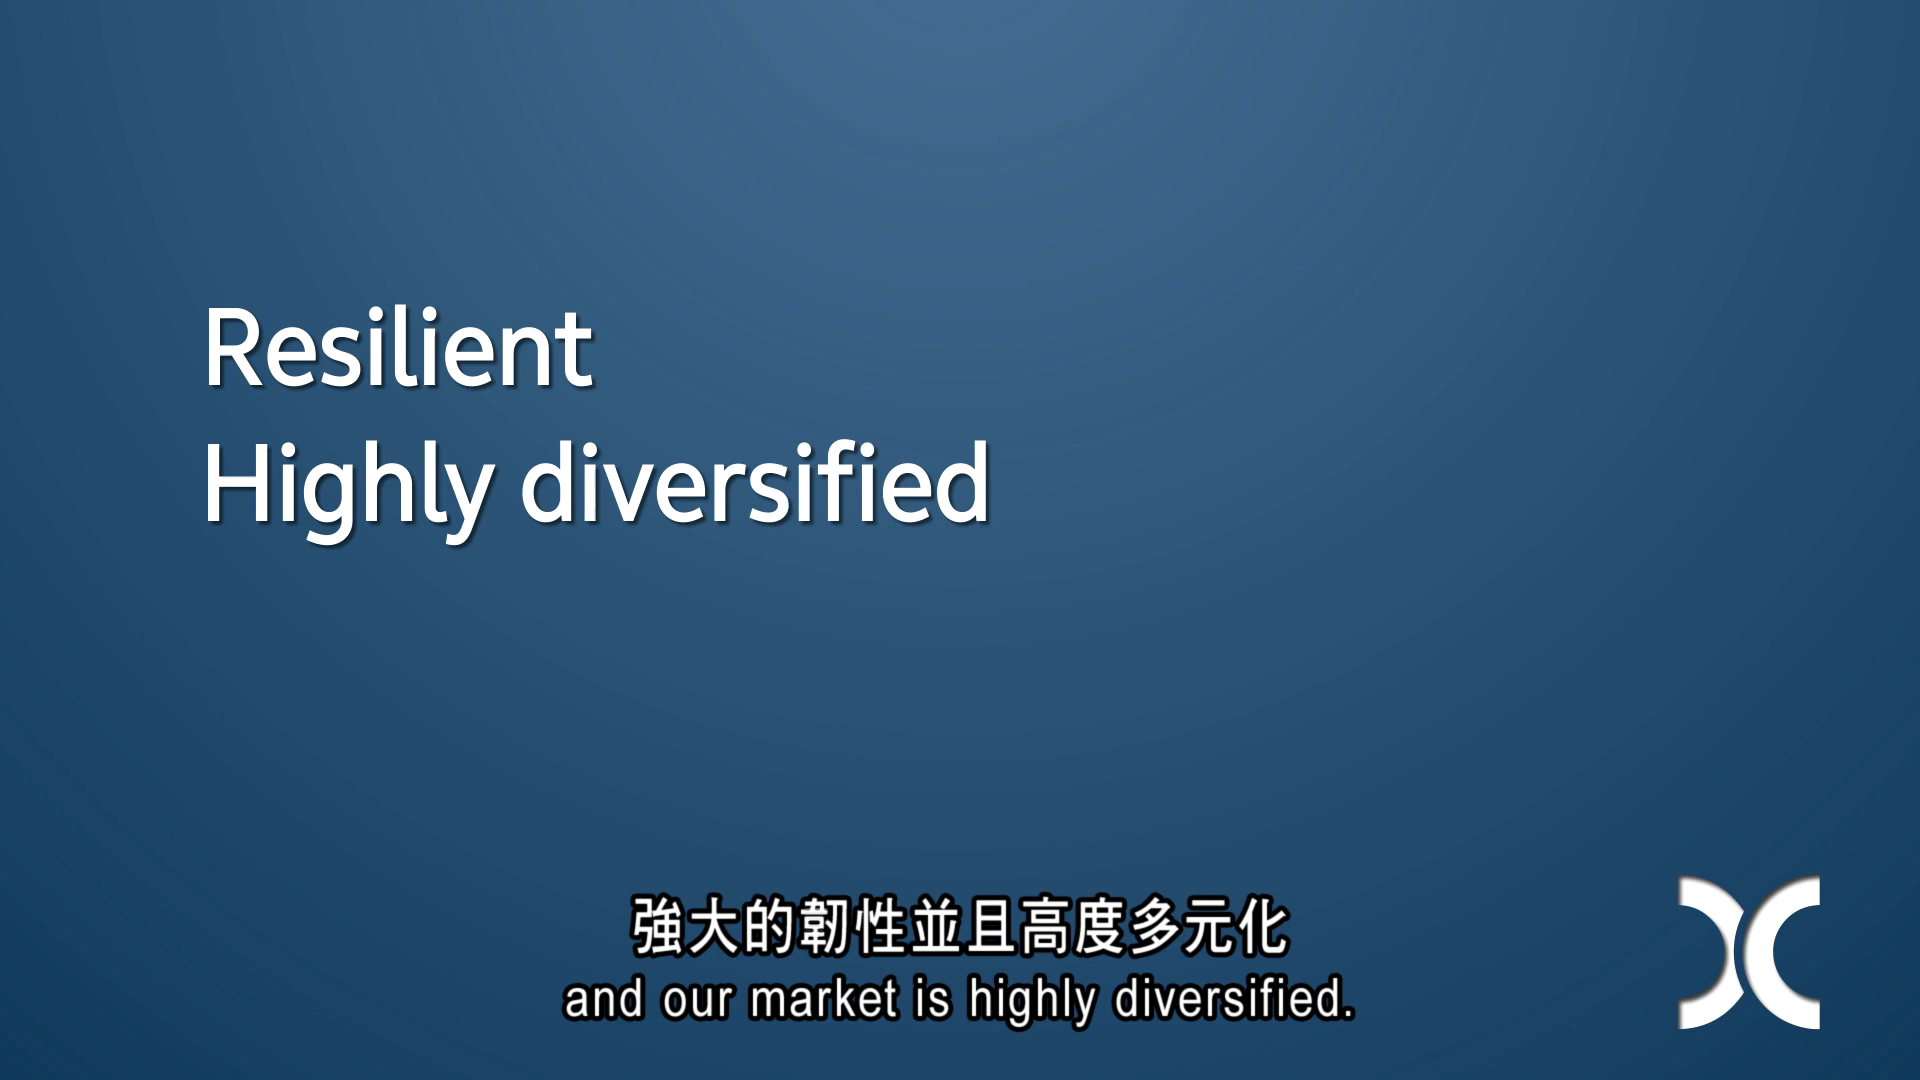 Resilient
Highly diversified
強大的韌性並且高度多元化
and our market is highly diversified.